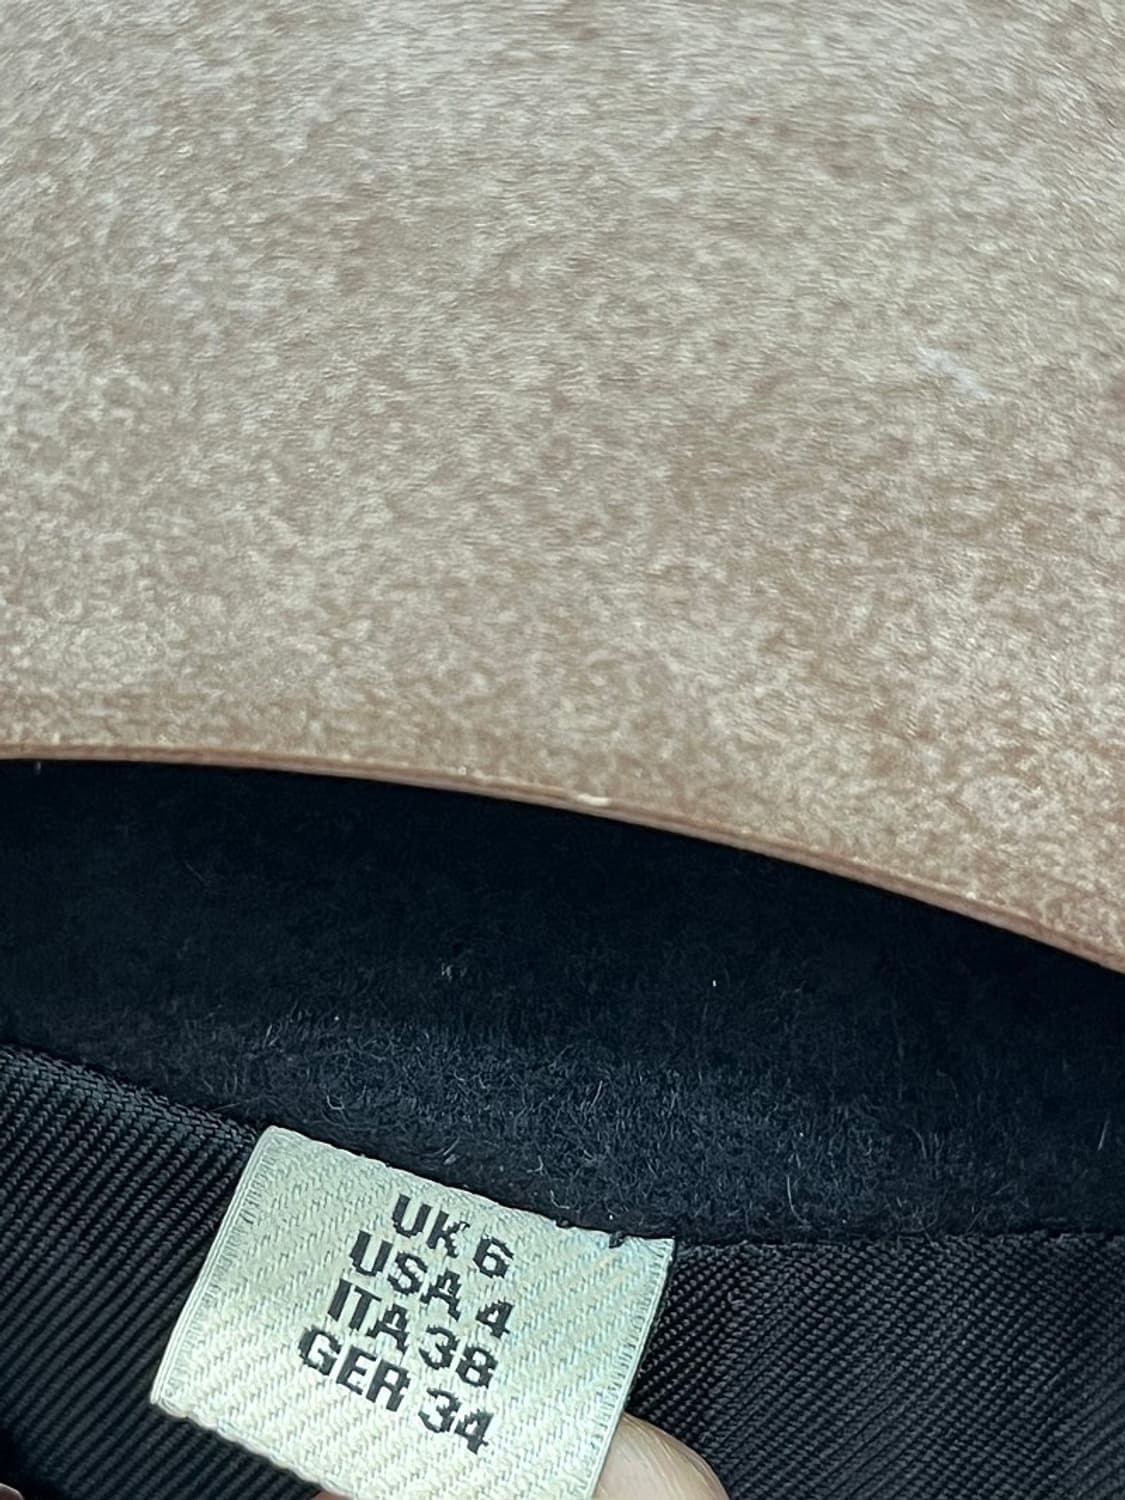 UK 6
USA 4
ITA 38
GER 34